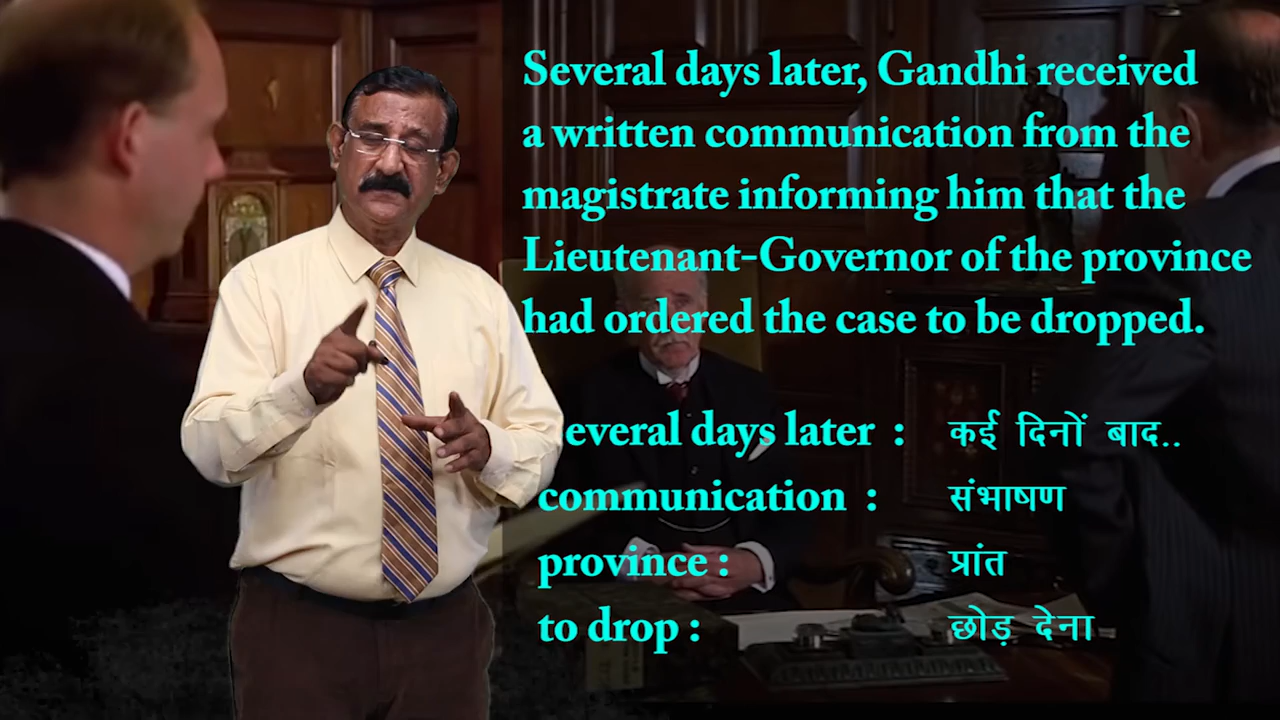 Several days later, Gandhi received
a written communication from the
magistrate informing him that the
Lieutenant-Governor of the province
had ordered the case to be dropped.
everal days later : कई दिनों बाद..
communication : संभाषण
province : प्रांत
to drop : छोड़ देना